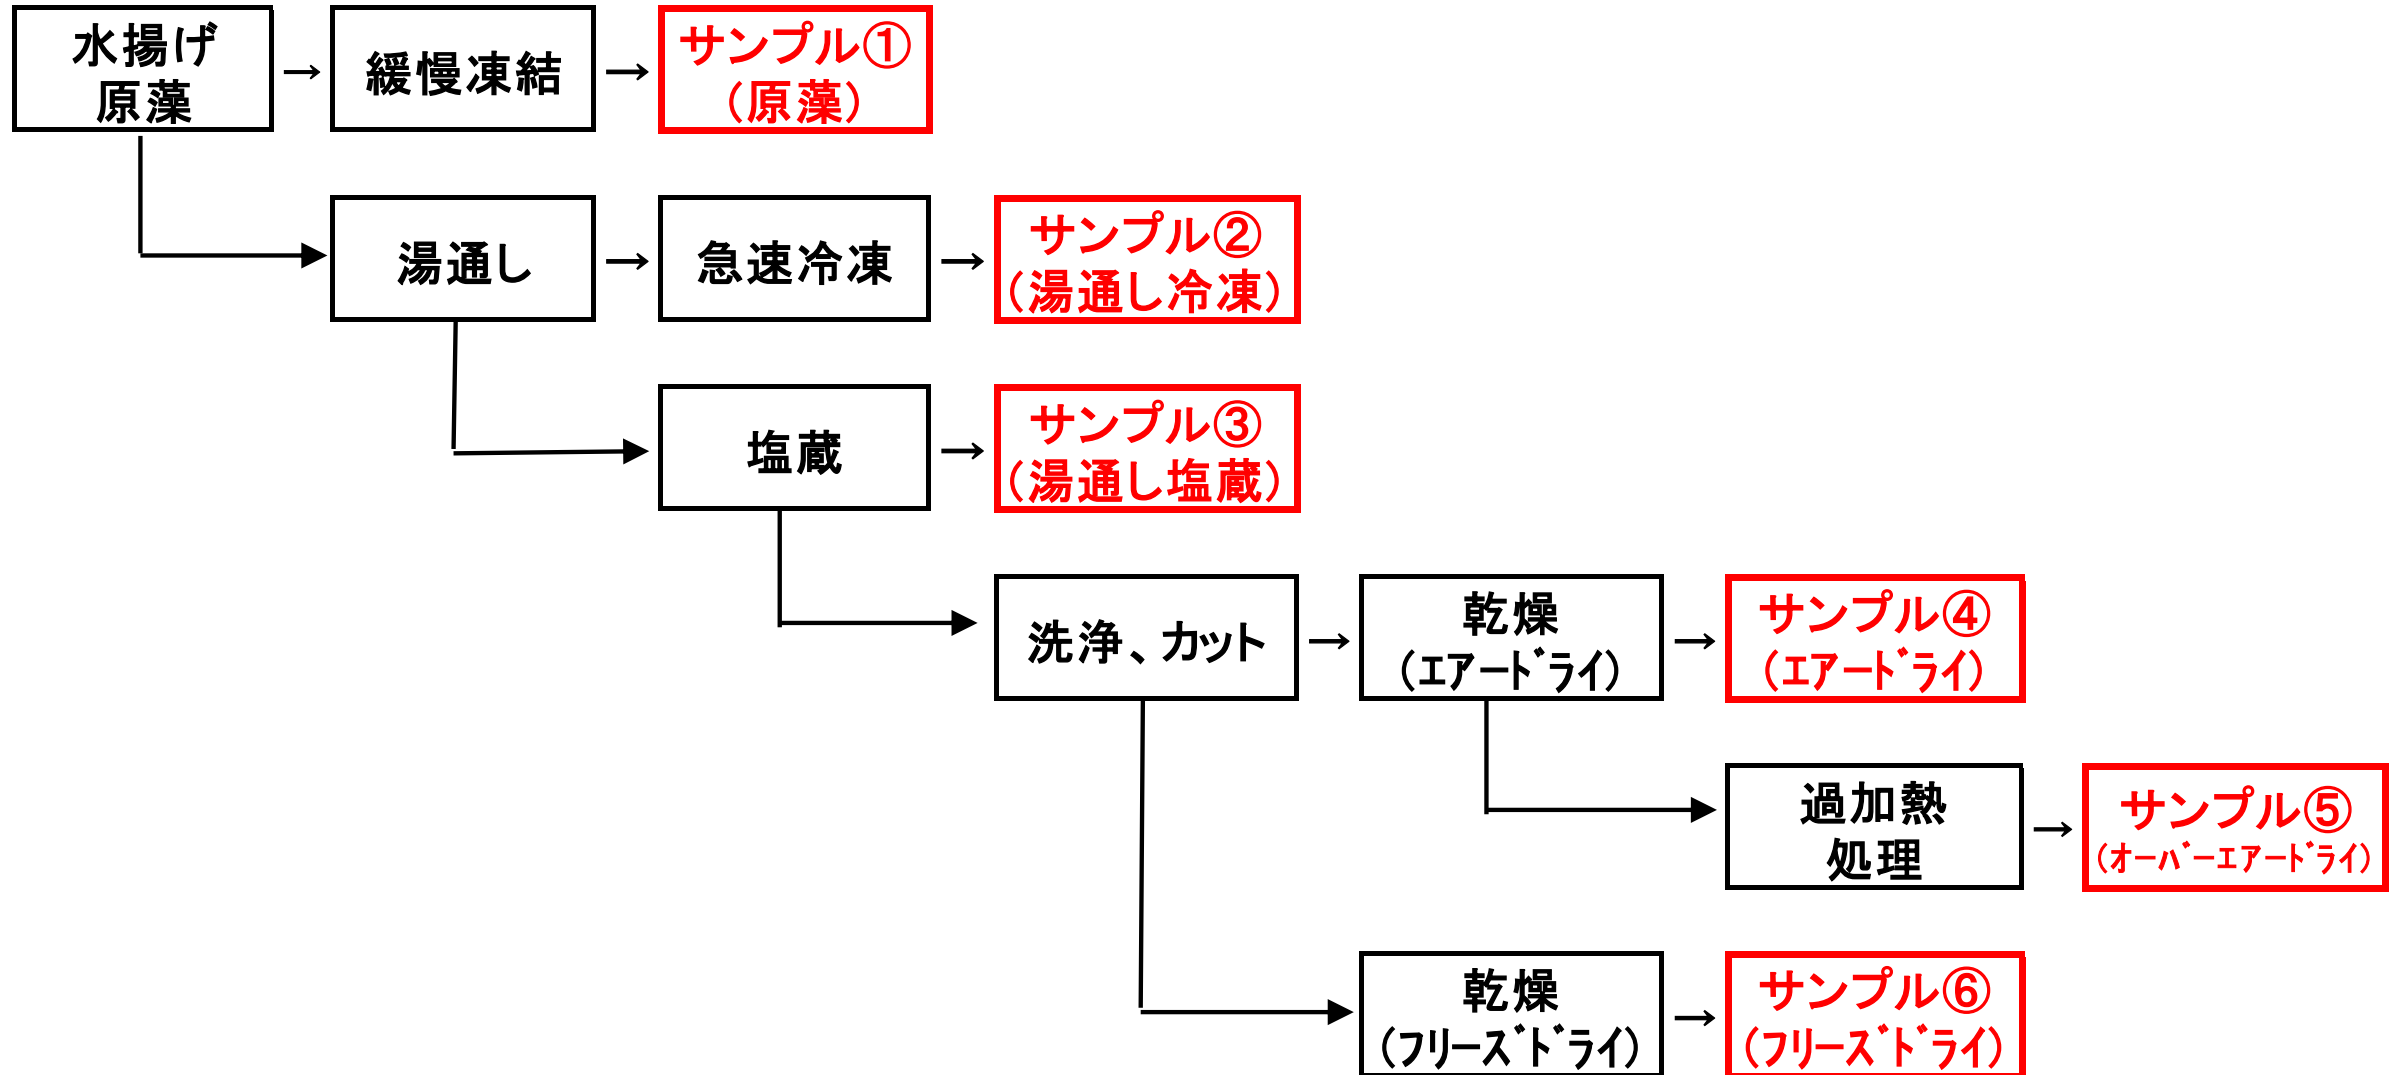 水揚げ
原藻
→
緩慢凍結
→
サンプル①
（原藻）
湯通し
→
急速冷凍
→
サンプル②
（湯通し冷凍）
塩蔵
→
サンプル③
（湯通し塩蔵）
洗浄、カット
→
乾燥
（ｴｱｰﾄﾞﾗｲ）
→
サンプル④
（ｴｱｰﾄﾞﾗｲ）
過加熱
処理
→
サンプル⑤
（ｵｰﾊﾞｰｴｱｰﾄﾞﾗｲ）
乾燥
（ﾌﾘｰｽﾞﾄﾞﾗｲ）
→
サンプル⑥
（ﾌﾘｰｽﾞﾄﾞﾗｲ）